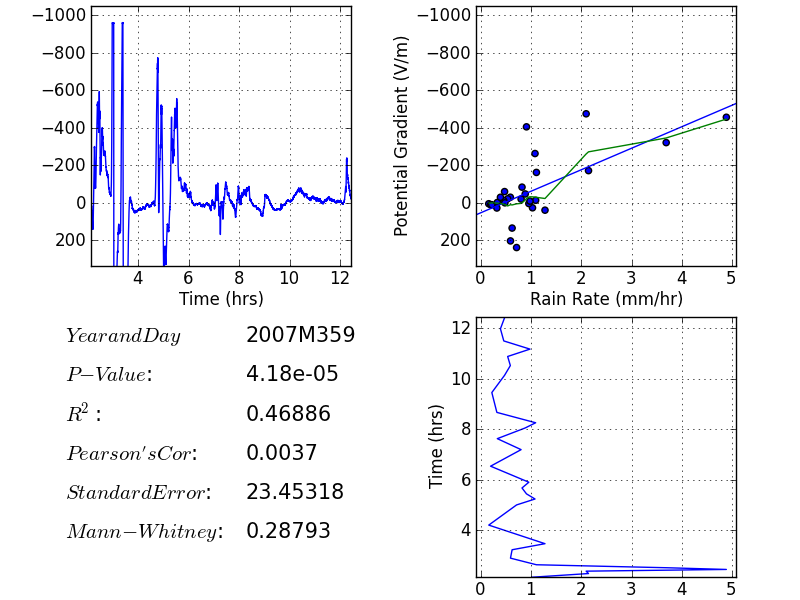 −1000
−800
−600
−400
−200
0
200
4 6 8 10 12
Time (hrs)
Potential Gradient (V/m)
−1000
−800
−600
−400
−200
0
200
0 1 2 3 4 5
Rain Rate (mm/hr)
YearandDay 2007M359
P−Value: 4.18e-05
R²: 0.46886
Pearson'sCor: 0.0037
StandardError: 23.45318
Mann−Whitney: 0.28793
Time (hrs)
12
10
8
6
4
0 1 2 3 4 5